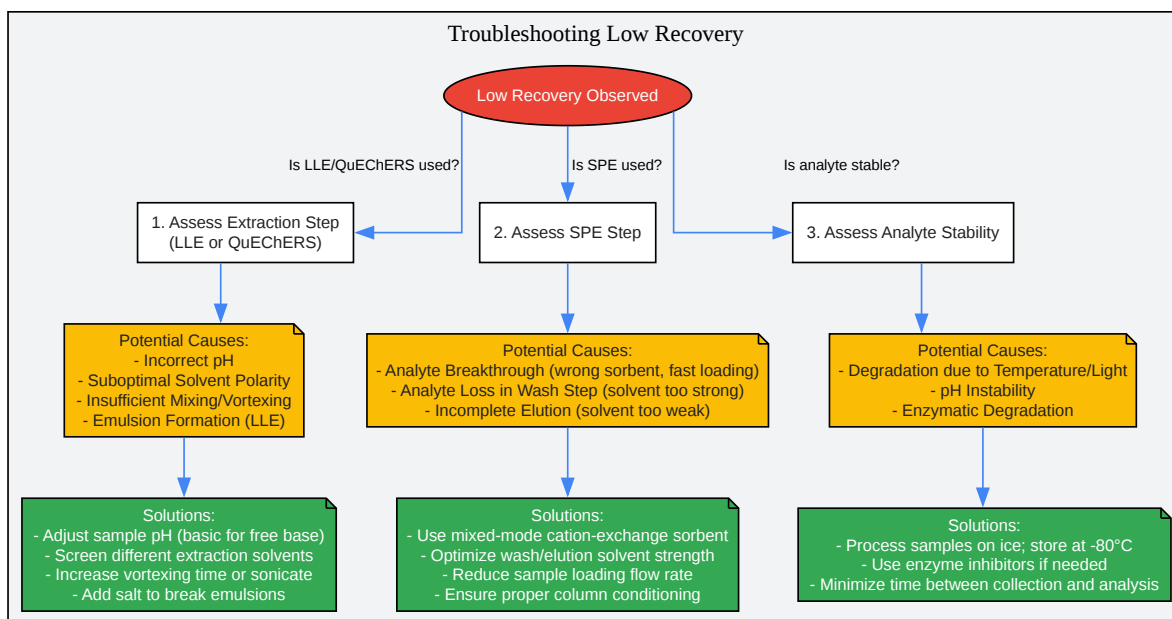 Troubleshooting Low Recovery
Low Recovery Observed
Is LLE/QuEChERS used?
Is SPE used?
Is analyte stable?
1. Assess Extraction Step
(LLE or QuEChERS)
2. Assess SPE Step
3. Assess Analyte Stability
Potential Causes:
- Incorrect pH
- Suboptimal Solvent Polarity
- Insufficient Mixing/Vortexing
- Emulsion Formation (LLE)
Potential Causes:
- Analyte Breakthrough (wrong sorbent, fast loading)
- Analyte Loss in Wash Step (solvent too strong)
- Incomplete Elution (solvent too weak)
Potential Causes:
- Degradation due to Temperature/Light
- pH Instability
- Enzymatic Degradation
Solutions:
- Adjust sample pH (basic for free base)
- Screen different extraction solvents
- Increase vortexing time or sonicate
- Add salt to break emulsions
Solutions:
- Use mixed-mode cation-exchange sorbent
- Optimize wash/elution solvent strength
- Reduce sample loading flow rate
- Ensure proper column conditioning
Solutions:
- Process samples on ice; store at -80°C
- Use enzyme inhibitors if needed
- Minimize time between collection and analysis